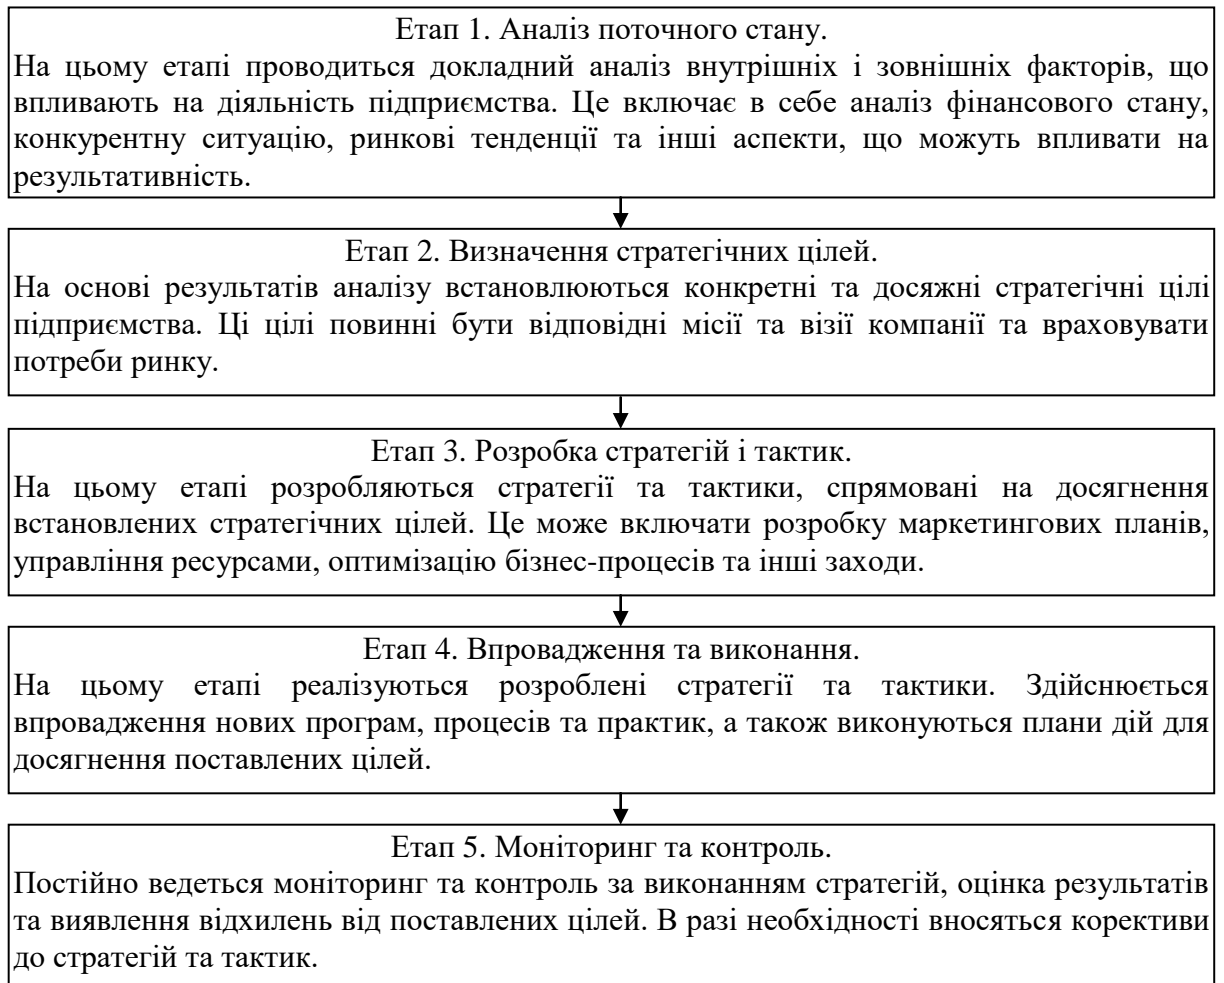 Етап 1. Аналіз поточного стану.
На цьому етапі проводиться докладний аналіз внутрішніх і зовнішніх факторів, що
впливають на діяльність підприємства. Це включає в себе аналіз фінансового стану,
конкурентну ситуацію, ринкові тенденції та інші аспекти, що можуть впливати на
результативність.
Етап 2. Визначення стратегічних цілей.
На основі результатів аналізу встановлюються конкретні та досяжні стратегічні цілі
підприємства. Ці цілі повинні бути відповідні місії та візії компанії та враховувати
потреби ринку.
Етап 3. Розробка стратегій і тактик.
На цьому етапі розробляються стратегії та тактики, спрямовані на досягнення
встановлених стратегічних цілей. Це може включати розробку маркетингових планів,
управління ресурсами, оптимізацію бізнес-процесів та інші заходи.
Етап 4. Впровадження та виконання.
На цьому етапі реалізуються розроблені стратегії та тактики. Здійснюється
впровадження нових програм, процесів та практик, а також виконуються плани дій для
досягнення поставлених цілей.
Етап 5. Моніторинг та контроль.
Постійно ведеться моніторинг та контроль за виконанням стратегій, оцінка результатів
та виявлення відхилень від поставлених цілей. В разі необхідності вносяться корективи
до стратегій та тактик.